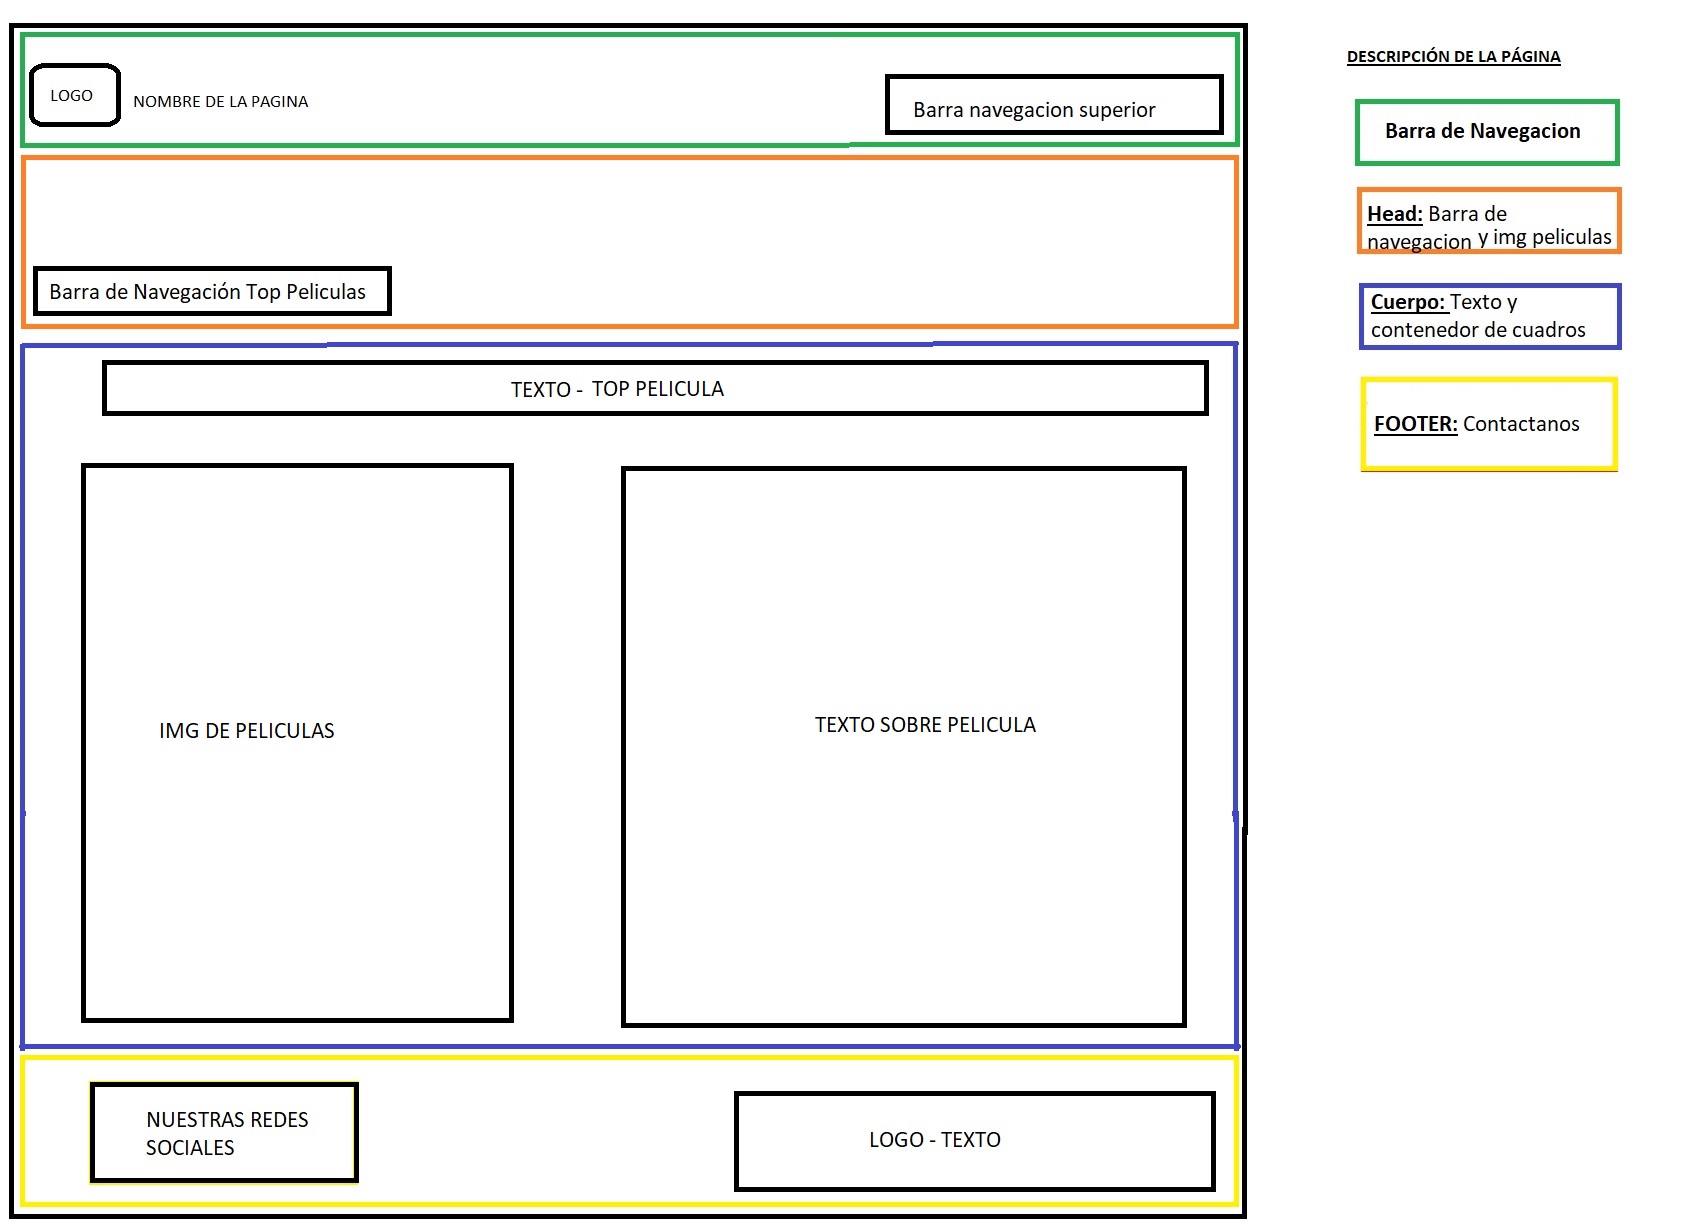 LOGO
NOMBRE DE LA PAGINA
Barra navegacion superior
Barra de Navegación Top Peliculas
TEXTO - TOP PELICULA
IMG DE PELICULAS
TEXTO SOBRE PELICULA
NUESTRAS REDES
SOCIALES
LOGO - TEXTO
DESCRIPCIÓN DE LA PÁGINA
Barra de Navegacion
Head: Barra de
navegacion y img peliculas
Cuerpo: Texto y
contenedor de cuadros
FOOTER: Contactanos